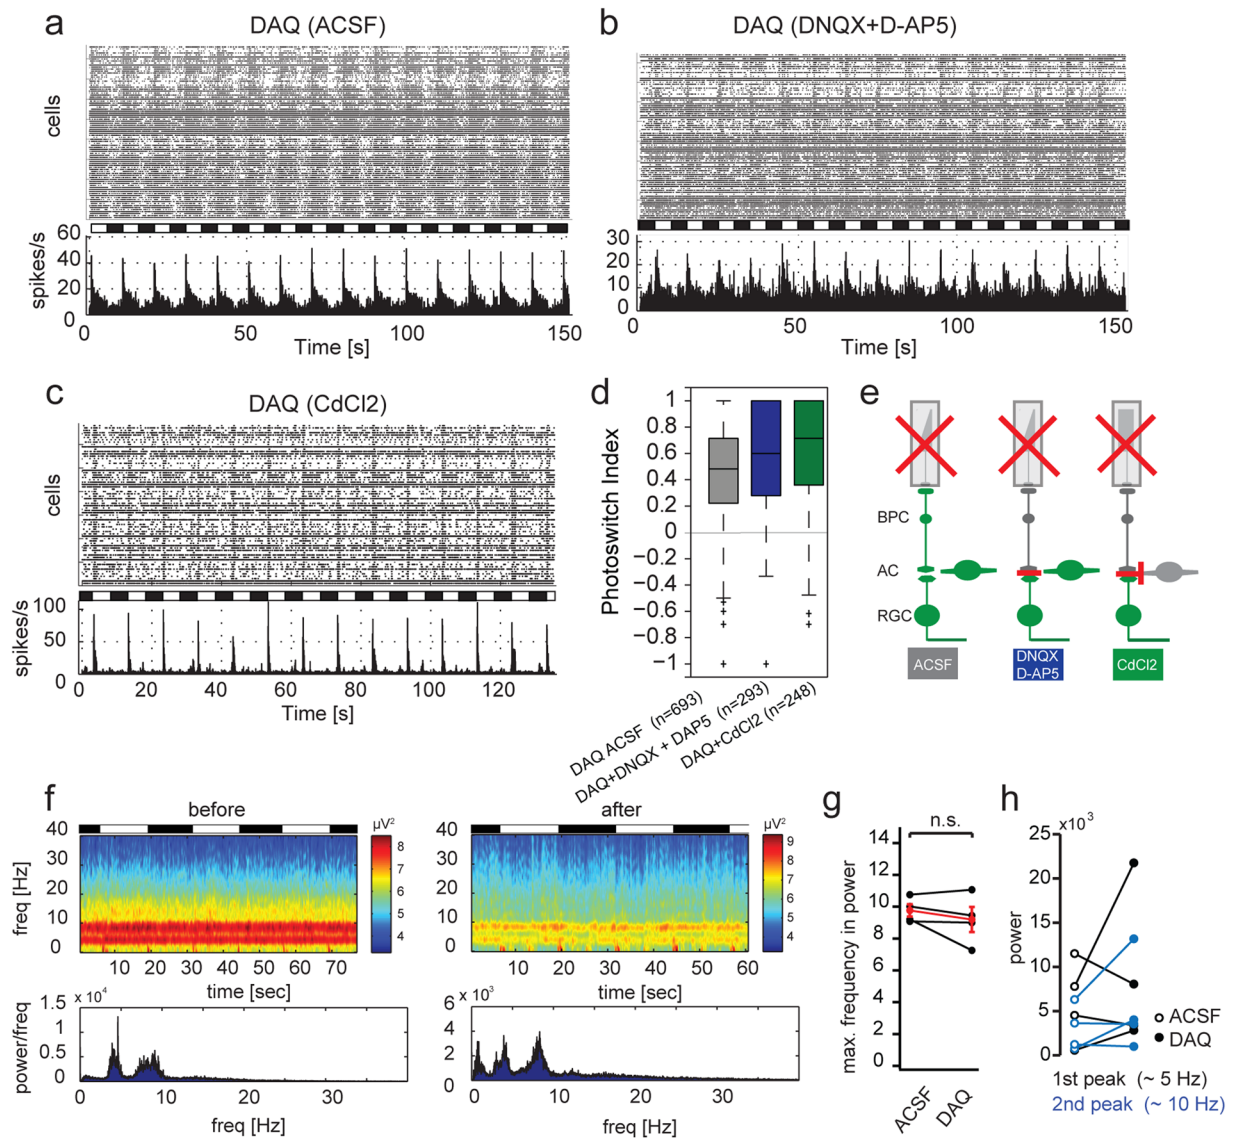 a
DAQ (ACSF)
cells
60
40
20
0
spikes/s
0
50
100
150
Time [s]
b
DAQ (DNQX+D-AP5)
30
20
10
0
0
50
100
150
Time [s]
c
DAQ (CdCl2)
cells
100
50
0
spikes/s
0
20
40
60
80
100
120
Time [s]
d
Photoswitch Index
1
0.8
0.6
0.4
0.2
0
−0.2
−0.4
−0.6
−0.8
−1
DAQ ACSF (n=693)
DAQ+DNQX + DAP5 (n=293)
DAQ+CdCl2 (n=248)
e
BPC
AC
RGC
ACSF
DNQX
D-AP5
CdCl2
f
before
freq [Hz]
40
30
20
10
0
10 20 30 40 50 60 70
time [sec]
µV²
8
7
6
5
4
after
40
30
20
10
0
10 20 30 40 50 60
time [sec]
µV²
9
8
7
6
5
4
3
x 10⁴
power/freq
1.5
1
0.5
0
0 10 20 30
freq [Hz]
x 10³
6
4
2
0
0 10 20 30
freq [Hz]
g
n.s.
max. frequency in power
14
12
10
8
6
4
2
0
ACSF
DAQ
h
x10³
power
25
20
15
10
5
0
ACSF
DAQ
1st peak (~ 5 Hz)
2nd peak (~ 10 Hz)